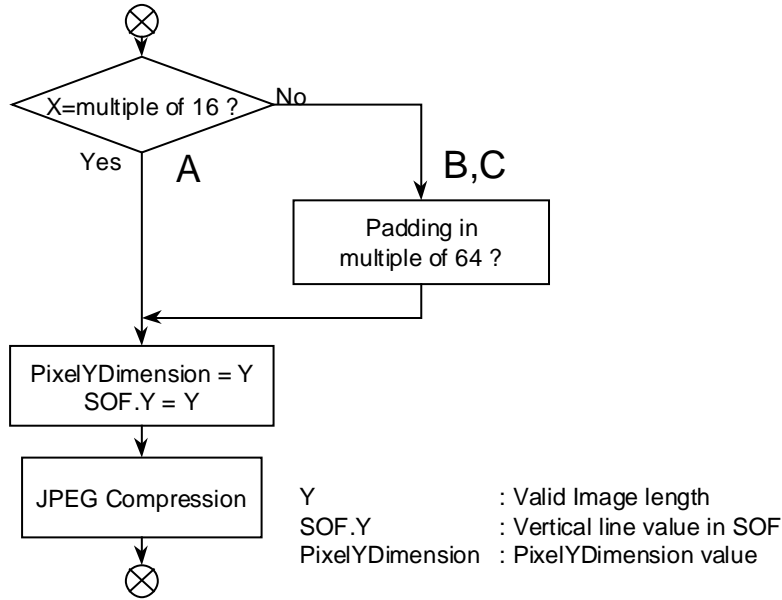 X=multiple of 16 ?
No
Yes
A
B,C
Padding in
multiple of 64 ?
PixelYDimension = Y
SOF.Y = Y
JPEG Compression
Y : Valid Image length
SOF.Y : Vertical line value in SOF
PixelYDimension : PixelYDimension value